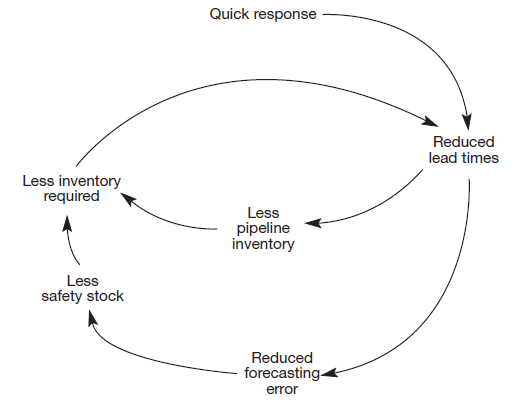 Quick response
Reduced
lead times
Less inventory
required
Less
pipeline
inventory
Less
safety stock
Reduced
forecasting
error